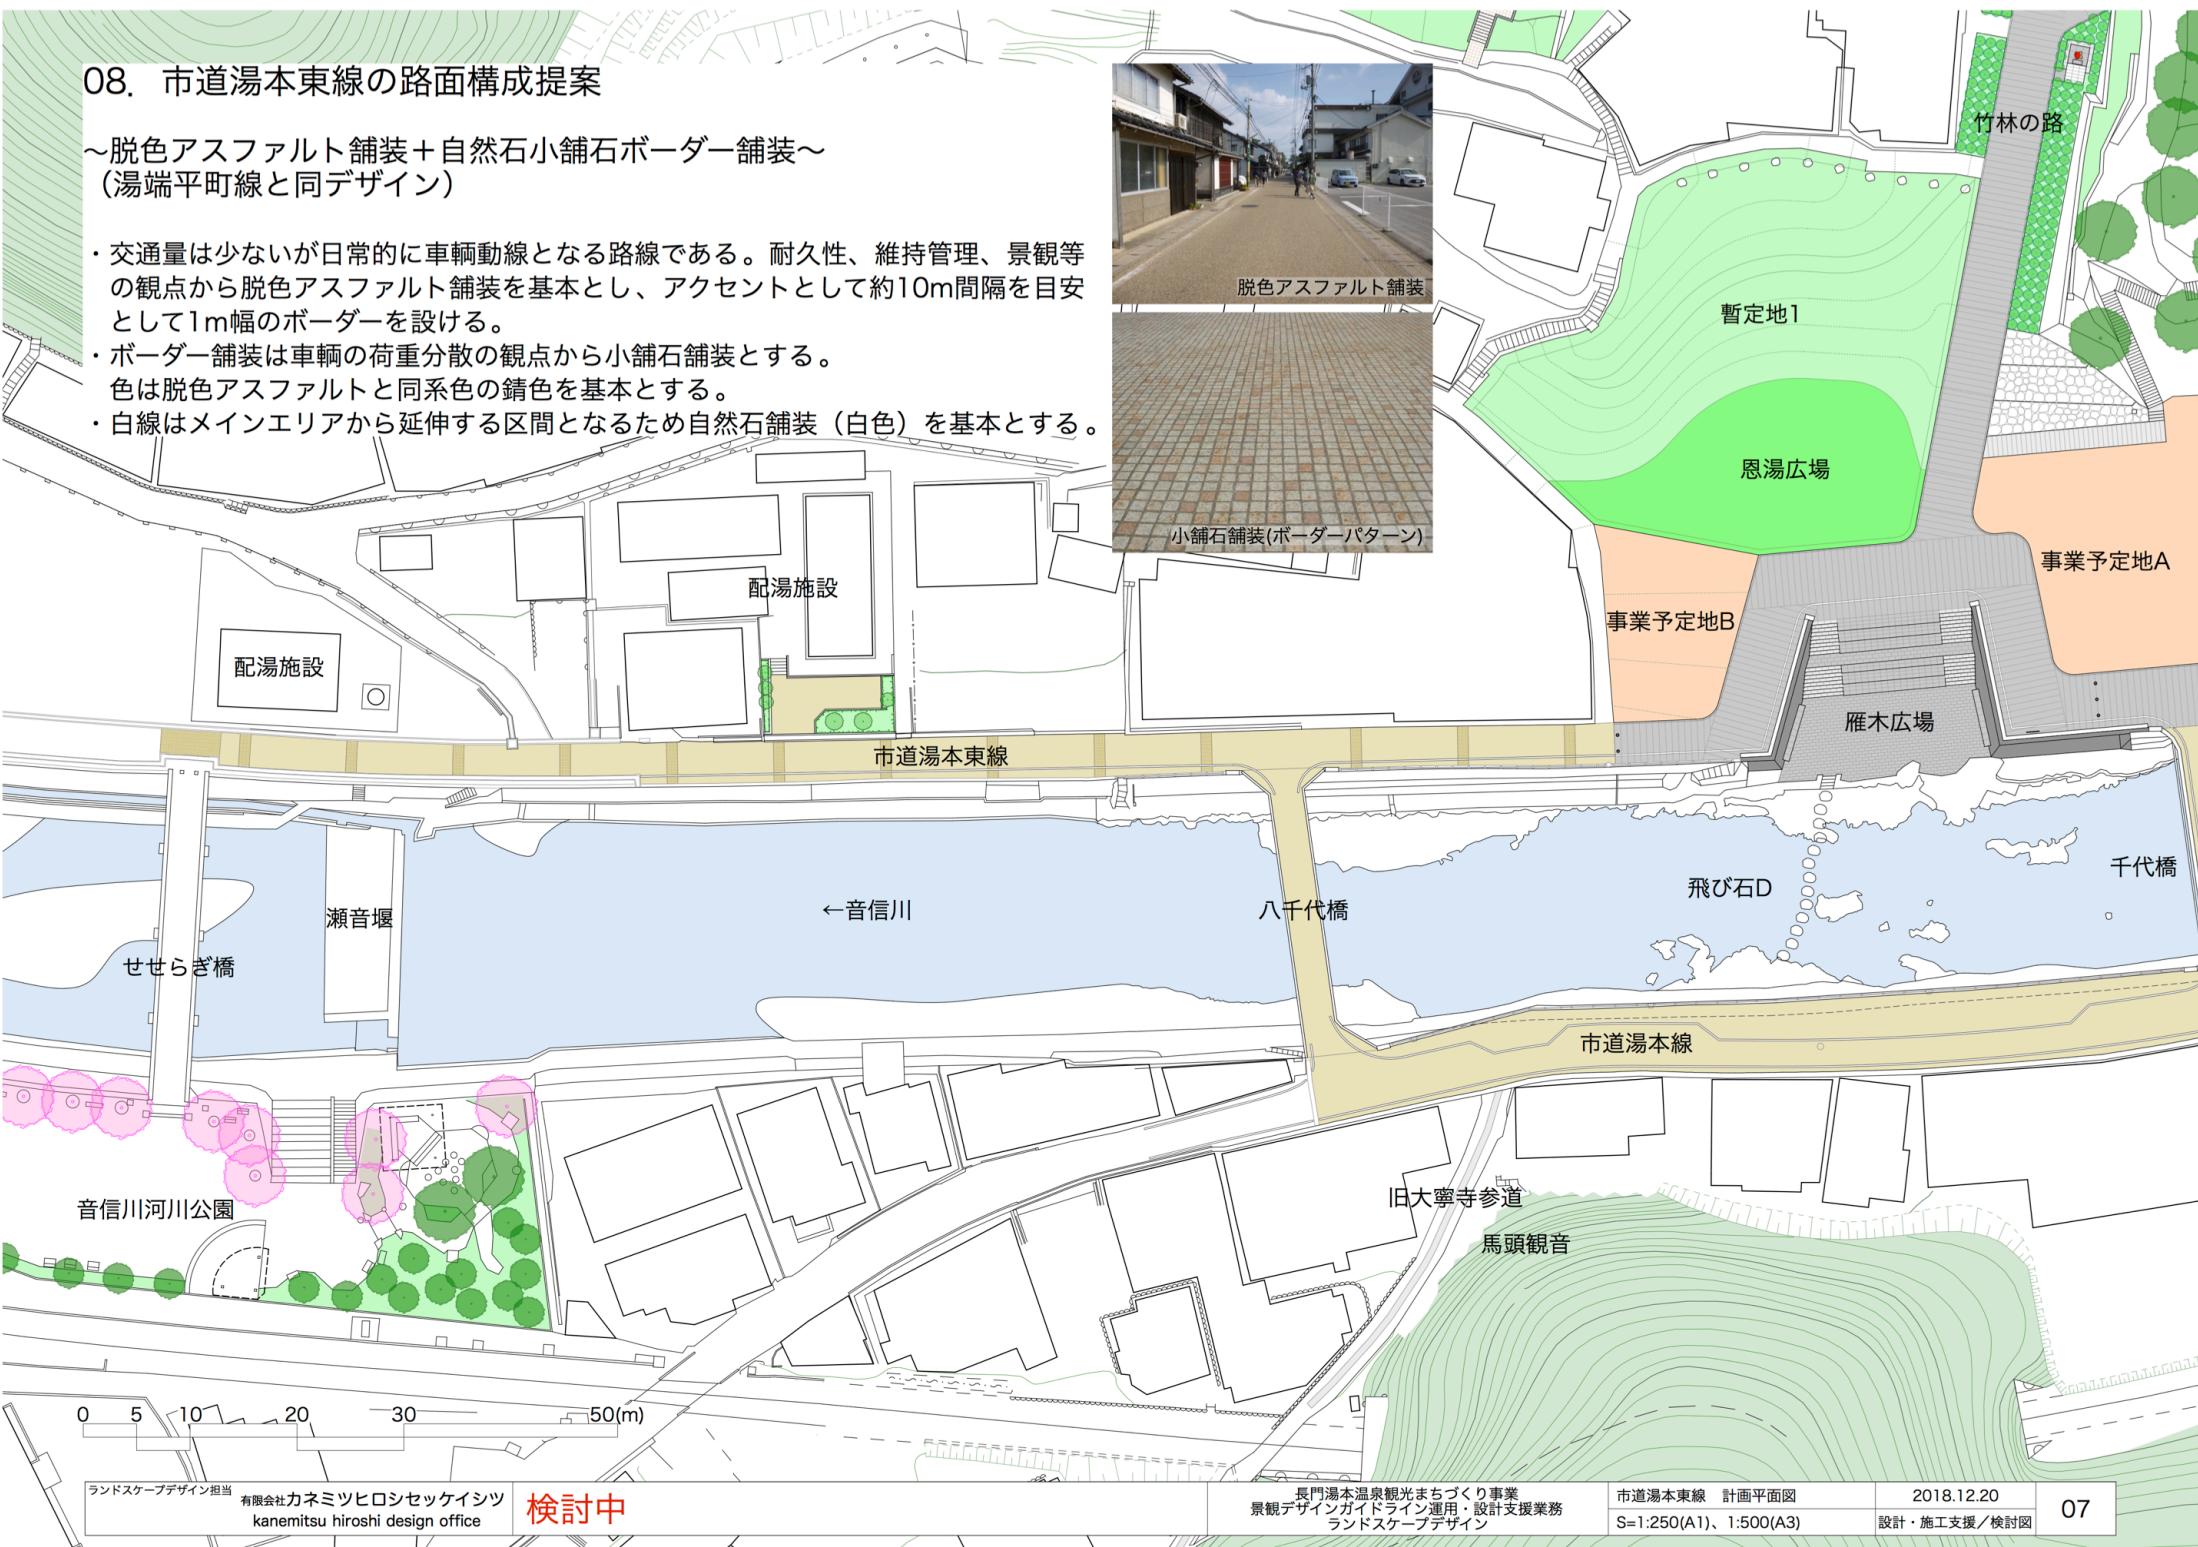 08．市道湯本東線の路面構成提案
〜脱色アスファルト舗装＋自然石小舗石ボーダー舗装〜
（湯端平町線と同デザイン）
・交通量は少ないが日常的に車輌動線となる路線である。耐久性、維持管理、景観等
の観点から脱色アスファルト舗装を基本とし、アクセントとして約10m間隔を目安
として1m幅のボーダーを設ける。
・ボーダー舗装は車輌の荷重分散の観点から小舗石舗装とする。
色は脱色アスファルトと同系色の錆色を基本とする。
・白線はメインエリアから延伸する区間となるため自然石舗装（白色）を基本とする。
脱色アスファルト舗装
小舗石舗装(ボーダーパターン)
竹林の路
暫定地1
恩湯広場
事業予定地A
事業予定地B
雁木広場
配湯施設
配湯施設
市道湯本東線
千代橋
飛び石D
八千代橋
←音信川
瀬音堰
せせらぎ橋
市道湯本線
旧大寧寺参道
馬頭観音
音信川河川公園
0 5 10 20 30 50(m)
ランドスケープデザイン担当
有限会社カネミツヒロシセッケイシツ
kanemitsu hiroshi design office
検討中
長門湯本温泉観光まちづくり事業
景観デザインガイドライン運用・設計支援業務
ランドスケープデザイン
市道湯本東線　計画平面図
S=1:250(A1)、1:500(A3)
2018.12.20
設計・施工支援／検討図
07